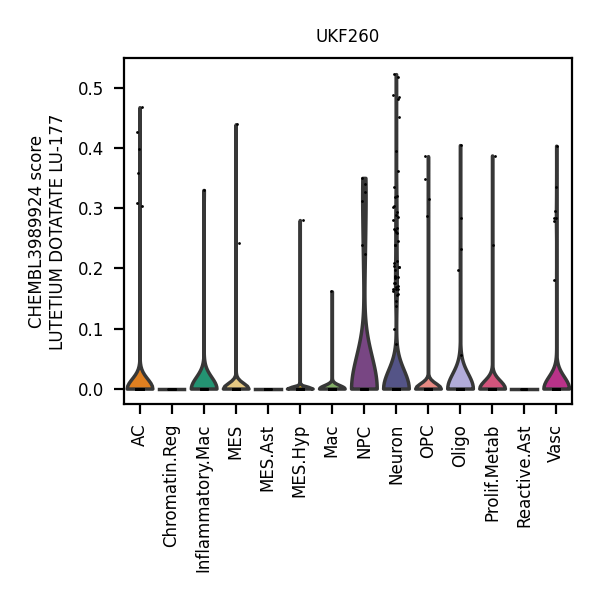 UKF260
CHEMBL3989924 score
LUTETIUM DOTATATE LU-177
0.5
0.4
0.3
0.2
0.1
0.0
AC
Chromatin.Reg
Inflammatory.Mac
MES
MES.Ast
MES.Hyp
Mac
NPC
Neuron
OPC
Oligo
Prolif.Metab
Reactive.Ast
Vasc